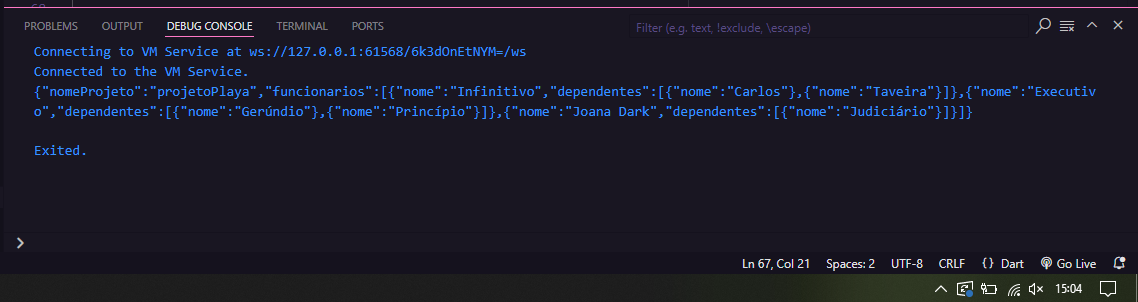 60
PROBLEMS OUTPUT DEBUG CONSOLE TERMINAL PORTS Filter (e.g. text, !exclude, \escape)
Connecting to VM Service at ws://127.0.0.1:61568/6k3dOnEtNYM=/ws
Connected to the VM Service.
{"nomeProjeto":"projetoPlaya","funcionarios":[{"nome":"Infinitivo","dependentes":[{"nome":"Carlos"},{"nome":"Taveira"}]},{"nome":"Executiv
o","dependentes":[{"nome":"Gerúndio"},{"nome":"Princípio"}]},{"nome":"Joana Dark","dependentes":[{"nome":"Judiciário"}]}]}
Exited.
Ln 67, Col 21 Spaces: 2 UTF-8 CRLF {} Dart Go Live
15:04